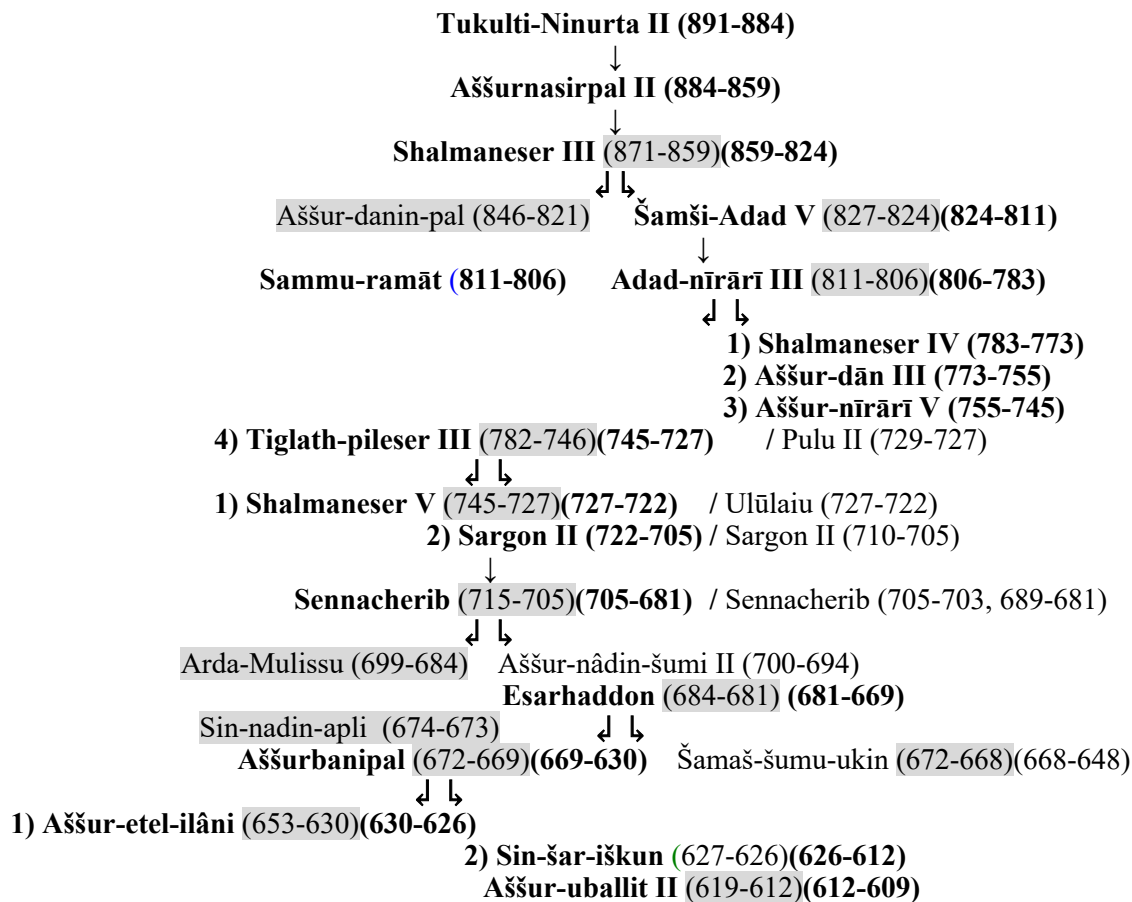 Tukulti-Ninurta II (891-884)
↓
Aššurnasirpal II (884-859)
↓
Shalmaneser III (871-859)(859-824)
↲ ↳
Aššur-danin-pal (846-821) Šamši-Adad V (827-824)(824-811)
↓
Sammu-ramāt (811-806) Adad-nīrārī III (811-806)(806-783)
↲ ↳
1) Shalmaneser IV (783-773)
2) Aššur-dān III (773-755)
3) Aššur-nīrārī V (755-745)
4) Tiglath-pileser III (782-746)(745-727) / Pulu II (729-727)
↲ ↳
1) Shalmaneser V (745-727)(727-722) / Ulūlaiu (727-722)
2) Sargon II (722-705) / Sargon II (710-705)
↓
Sennacherib (715-705)(705-681) / Sennacherib (705-703, 689-681)
↲ ↳
Arda-Mulissu (699-684) Aššur-nâdin-šumi II (700-694)
Esarhaddon (684-681) (681-669)
Sin-nadin-apli (674-673) ↲ ↳
Aššurbanipal (672-669)(669-630) Šamaš-šumu-ukin (672-668)(668-648)
↲ ↳
1) Aššur-etel-ilâni (653-630)(630-626)
2) Sin-šar-iškun (627-626)(626-612)
Aššur-uballit II (619-612)(612-609)